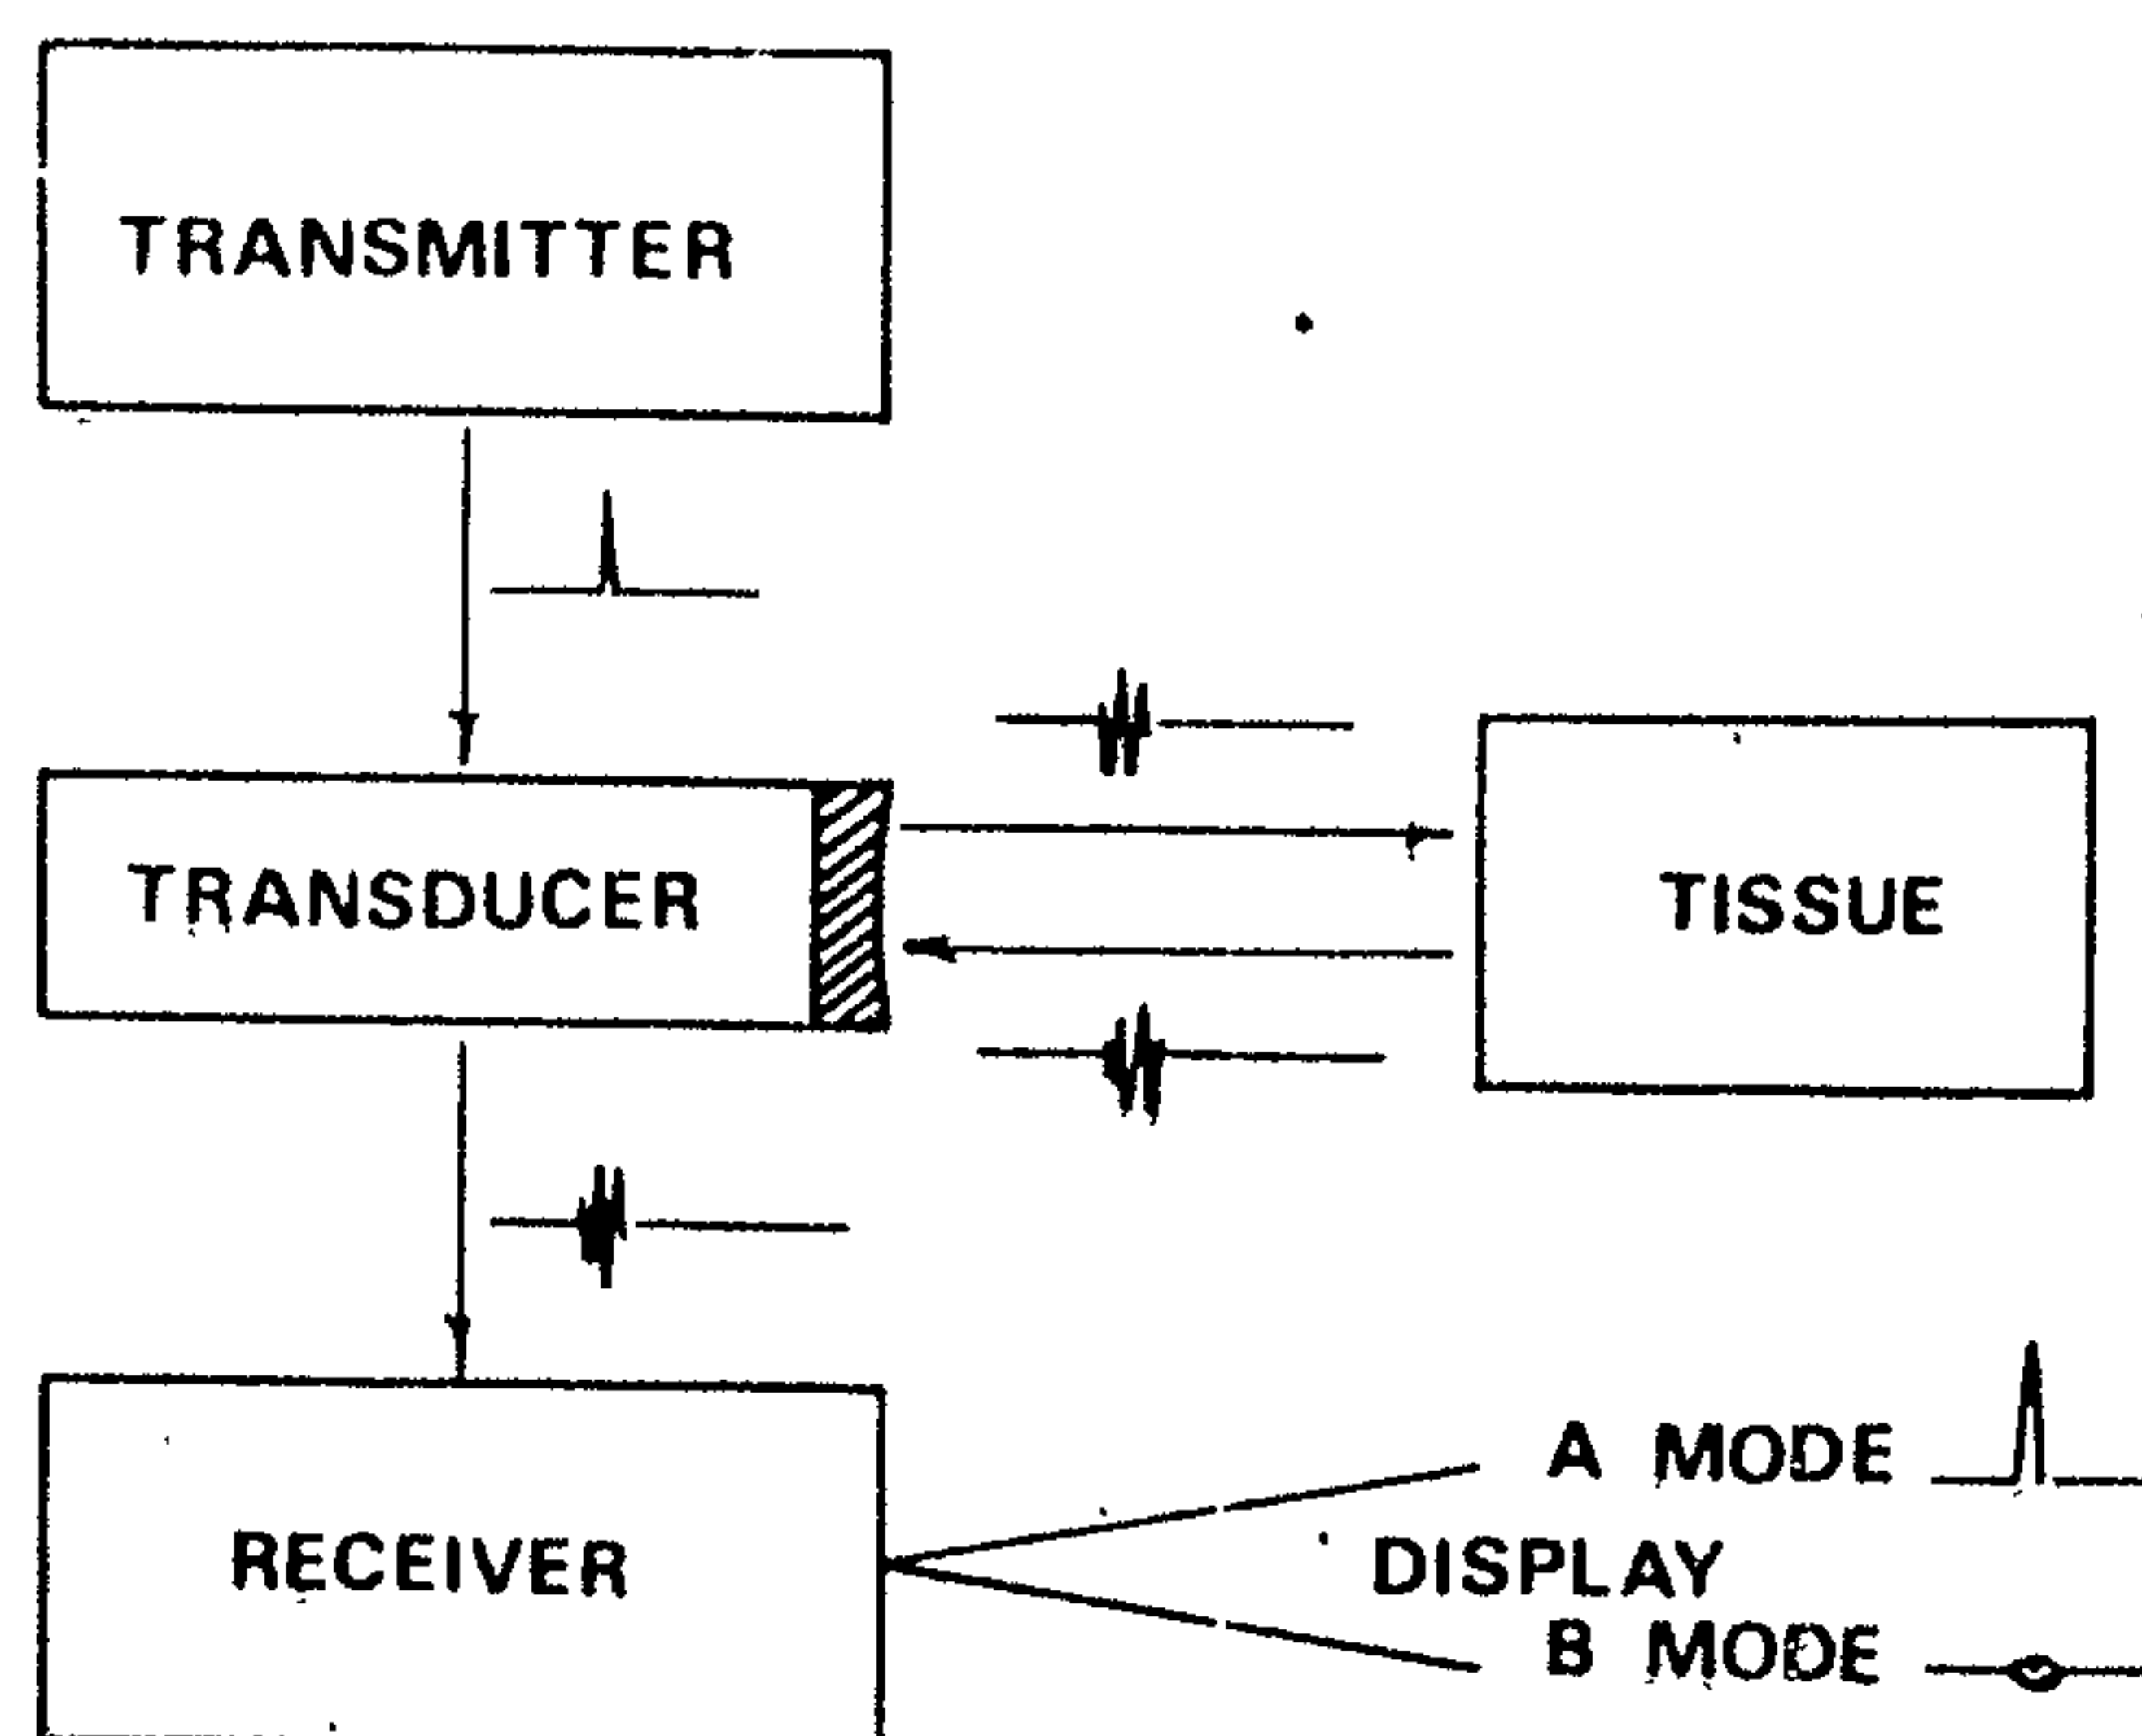 TRANSMITTER
TRANSDUCER
TISSUE
RECEIVER
A MODE
DISPLAY
B MODE